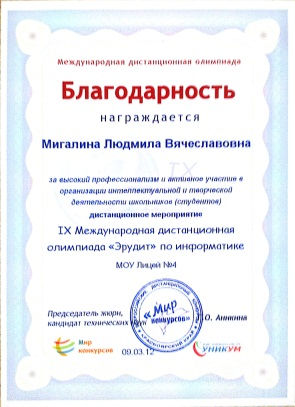 Международная дистанционная олимпиада
Благодарность
награждается
Мигалина Людмила Вячеславовна
за высокий профессионализм и активное участие в
организации интеллектуальной и творческой
деятельности школьников (студентов)
дистанционное мероприятие
IX Международная дистанционная
олимпиада «Эрудит» по информатике
МОУ Лицей №4
Председатель жюри,
кандидат технических наук
О. Аникина
«Мир
конкурсов»
Мир
конкурсов
09.03.12
УНИКУМ